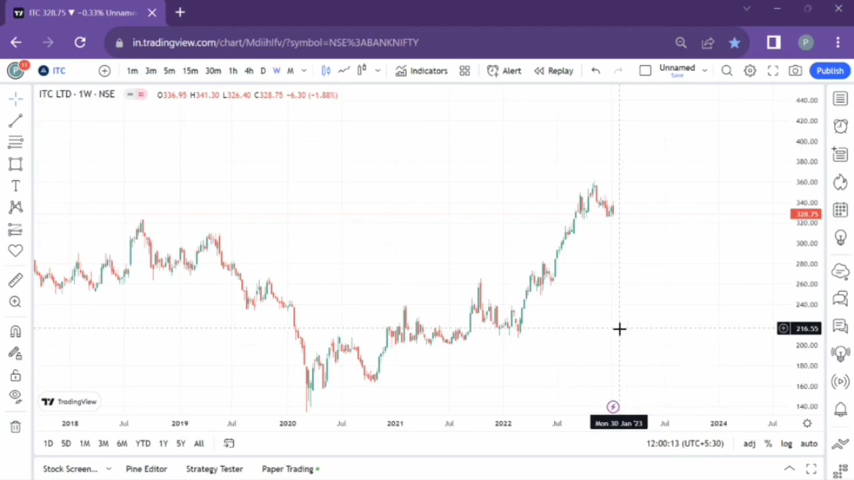 ITC 328.75 ▼ −0.33% Unname
in.tradingview.com/chart/MdiihIfv/?symbol=NSE%3ABANKNIFTY
P
11
ITC 1m 3m 5m 15m 30m 1h 4h D W M Indicators Alert Replay Unnamed Save Publish
ITC LTD · 1W · NSE O336.95 H341.30 L326.40 C328.75 −6.30 (−1.88%)
440.00
420.00
400.00
380.00
360.00
340.00
328.75
320.00
300.00
280.00
260.00
240.00
216.55
200.00
180.00
160.00
140.00
TradingView
2018 Jul 2019 Jul 2020 Jul 2021 Jul 2022 Jul Mon 30 Jan '23 Jul 2024 Jul
1D 5D 1M 3M 6M YTD 1Y 5Y All 12:00:13 (UTC+5:30) adj % log auto
Stock Screen... Pine Editor Strategy Tester Paper Trading